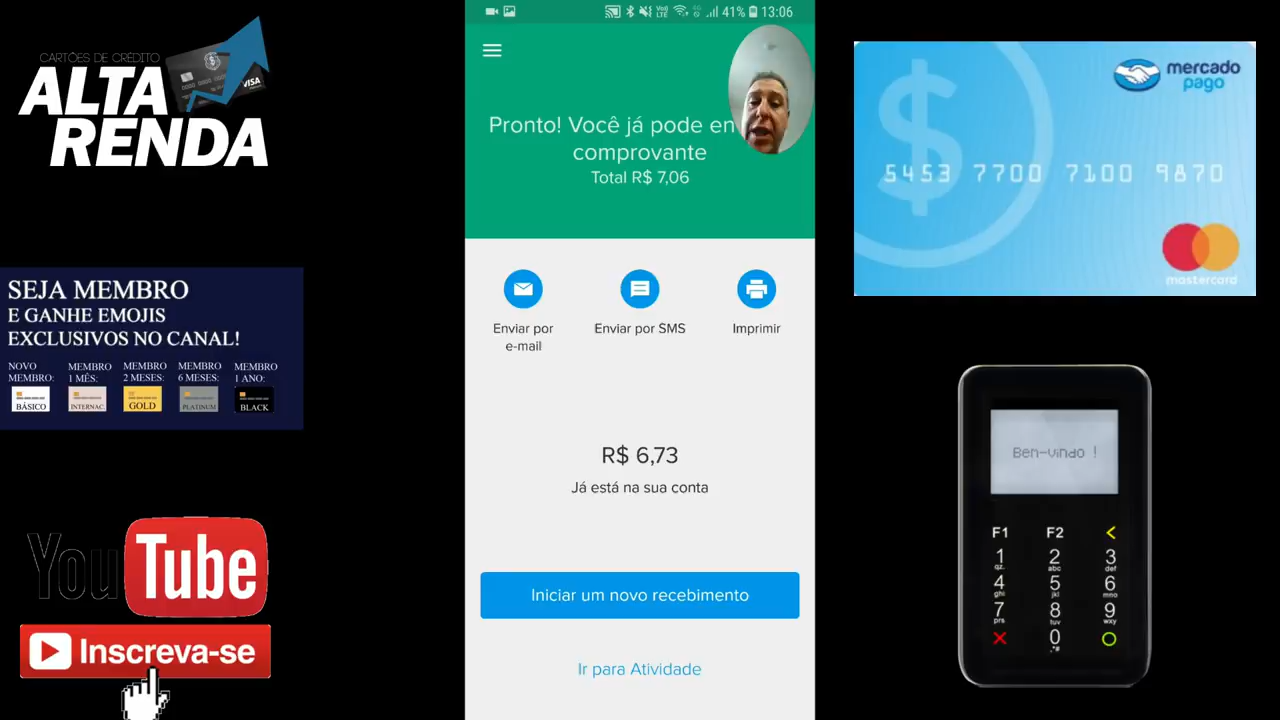 CARTÕES DE CRÉDITO
ALTA
RENDA
VISA
SEJA MEMBRO
E GANHE EMOJIS
EXCLUSIVOS NO CANAL!
NOVO
MEMBRO:
BÁSICO
MEMBRO
1 MÊS:
INTERNAC.
MEMBRO
2 MESES:
GOLD
MEMBRO
6 MESES:
PLATINUM
MEMBRO
1 ANO:
BLACK
YouTube
Inscreva-se
Vo6
LTE
4G
41%
13:06
Pronto! Você já pode en
comprovante
Total R$ 7,06
Enviar por
e-mail
Enviar por SMS
Imprimir
R$ 6,73
Já está na sua conta
Iniciar um novo recebimento
Ir para Atividade
mercado
pago
5453 7700 7100 9870
mastercard
Ben-vindo !
F1 F2 <
1 2 3
qz. abc def
4 5 6
ghi jkl mno
7 8 9
prs tuv wxy
0